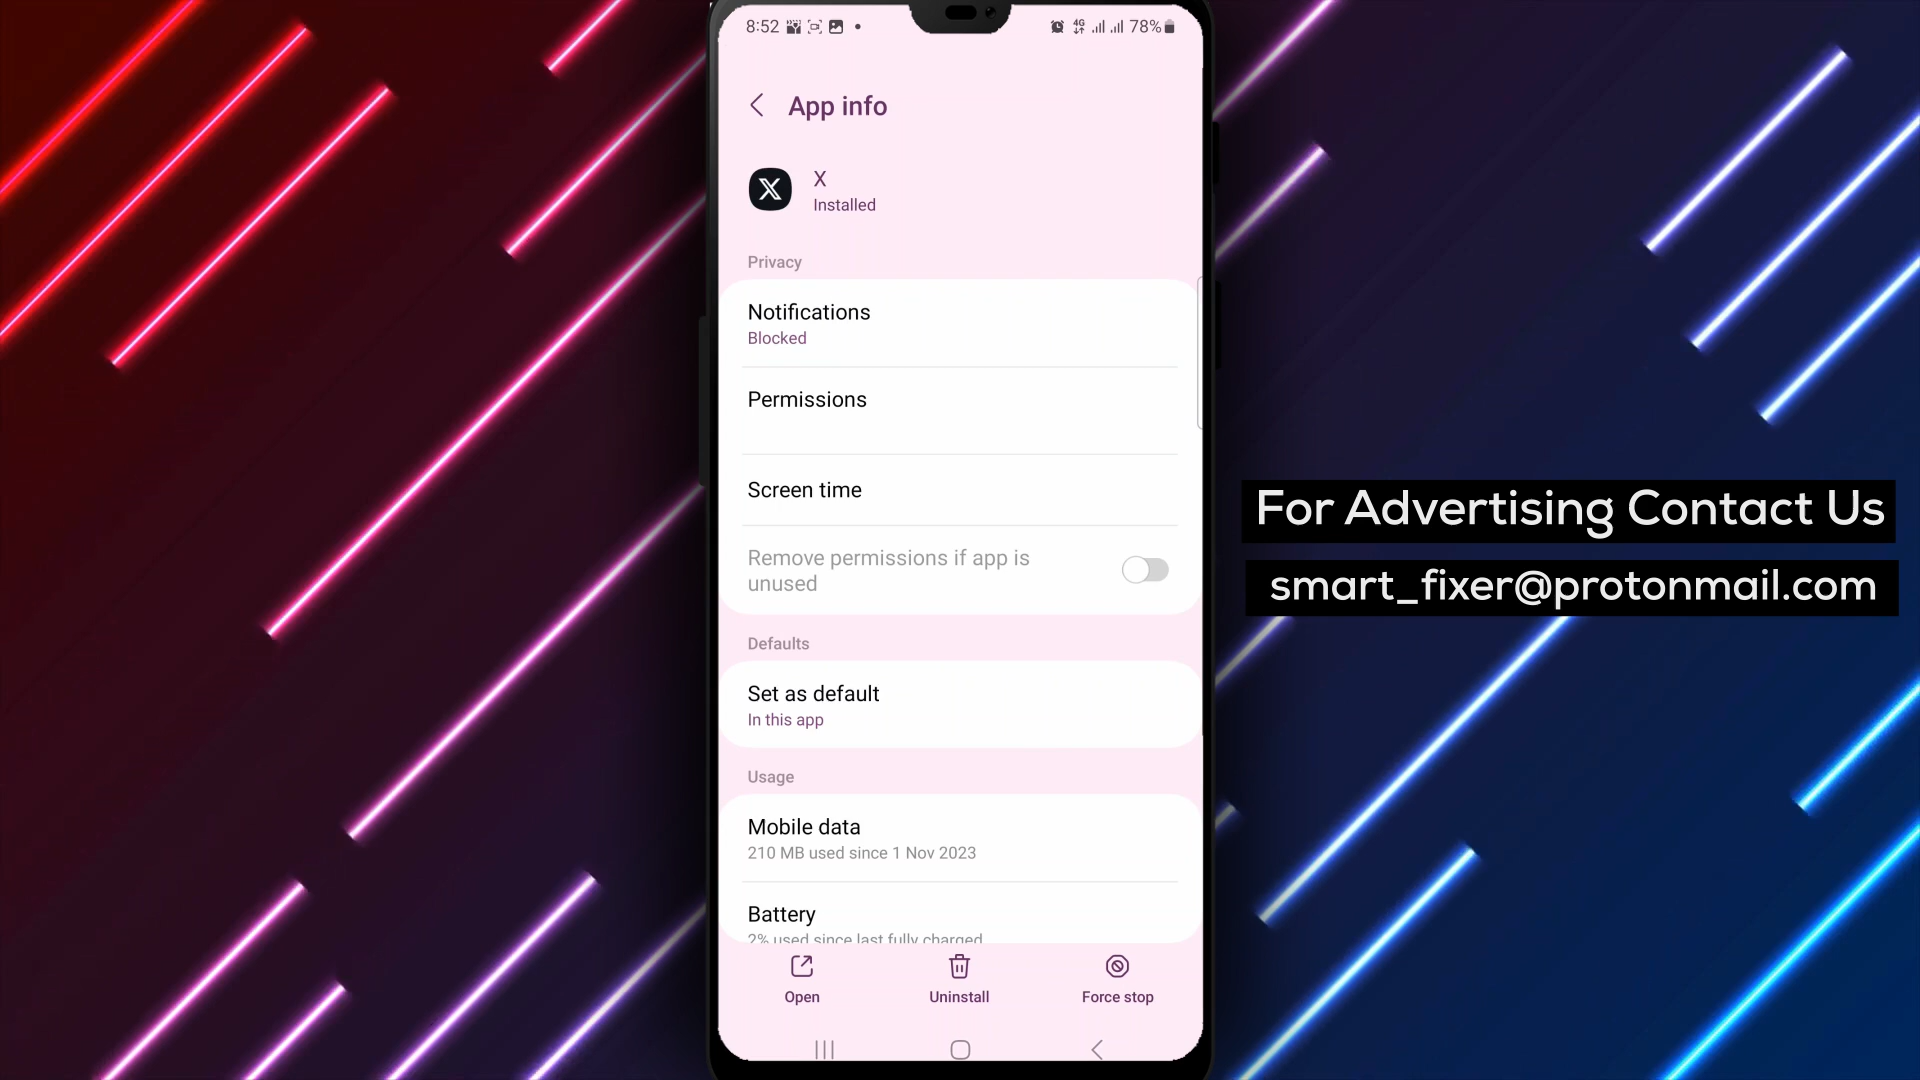 8:52
4G
78%
App info
X
X
Installed
Privacy
Notifications
Blocked
Permissions
Screen time
Remove permissions if app is
unused
Defaults
Set as default
In this app
Usage
Mobile data
210 MB used since 1 Nov 2023
Battery
2% used since last fully charged
Open
Uninstall
Force stop
For Advertising Contact Us
smart_fixer@protonmail.com